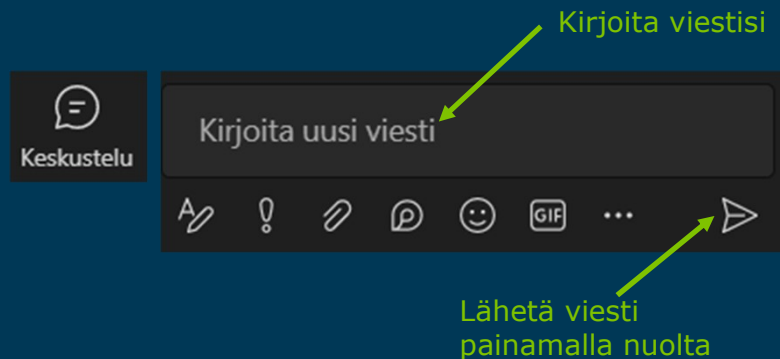 Kirjoita viestisi
Keskustelu
Kirjoita uusi viesti
GIF
Lähetä viesti
painamalla nuolta